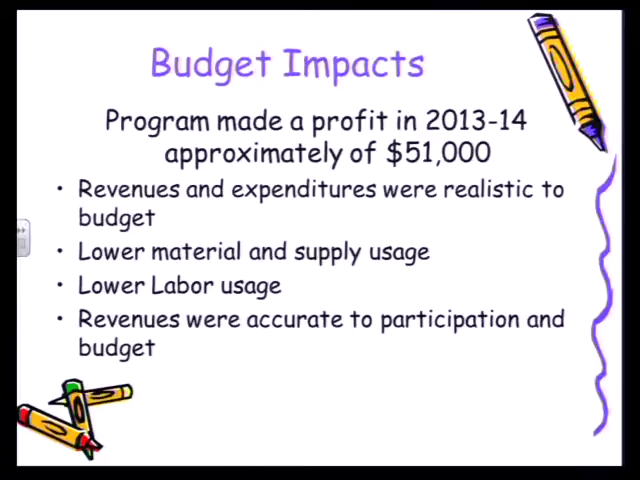 Budget Impacts
Program made a profit in 2013-14
approximately of $51,000
• Revenues and expenditures were realistic to
budget
• Lower material and supply usage
• Lower Labor usage
• Revenues were accurate to participation and
budget